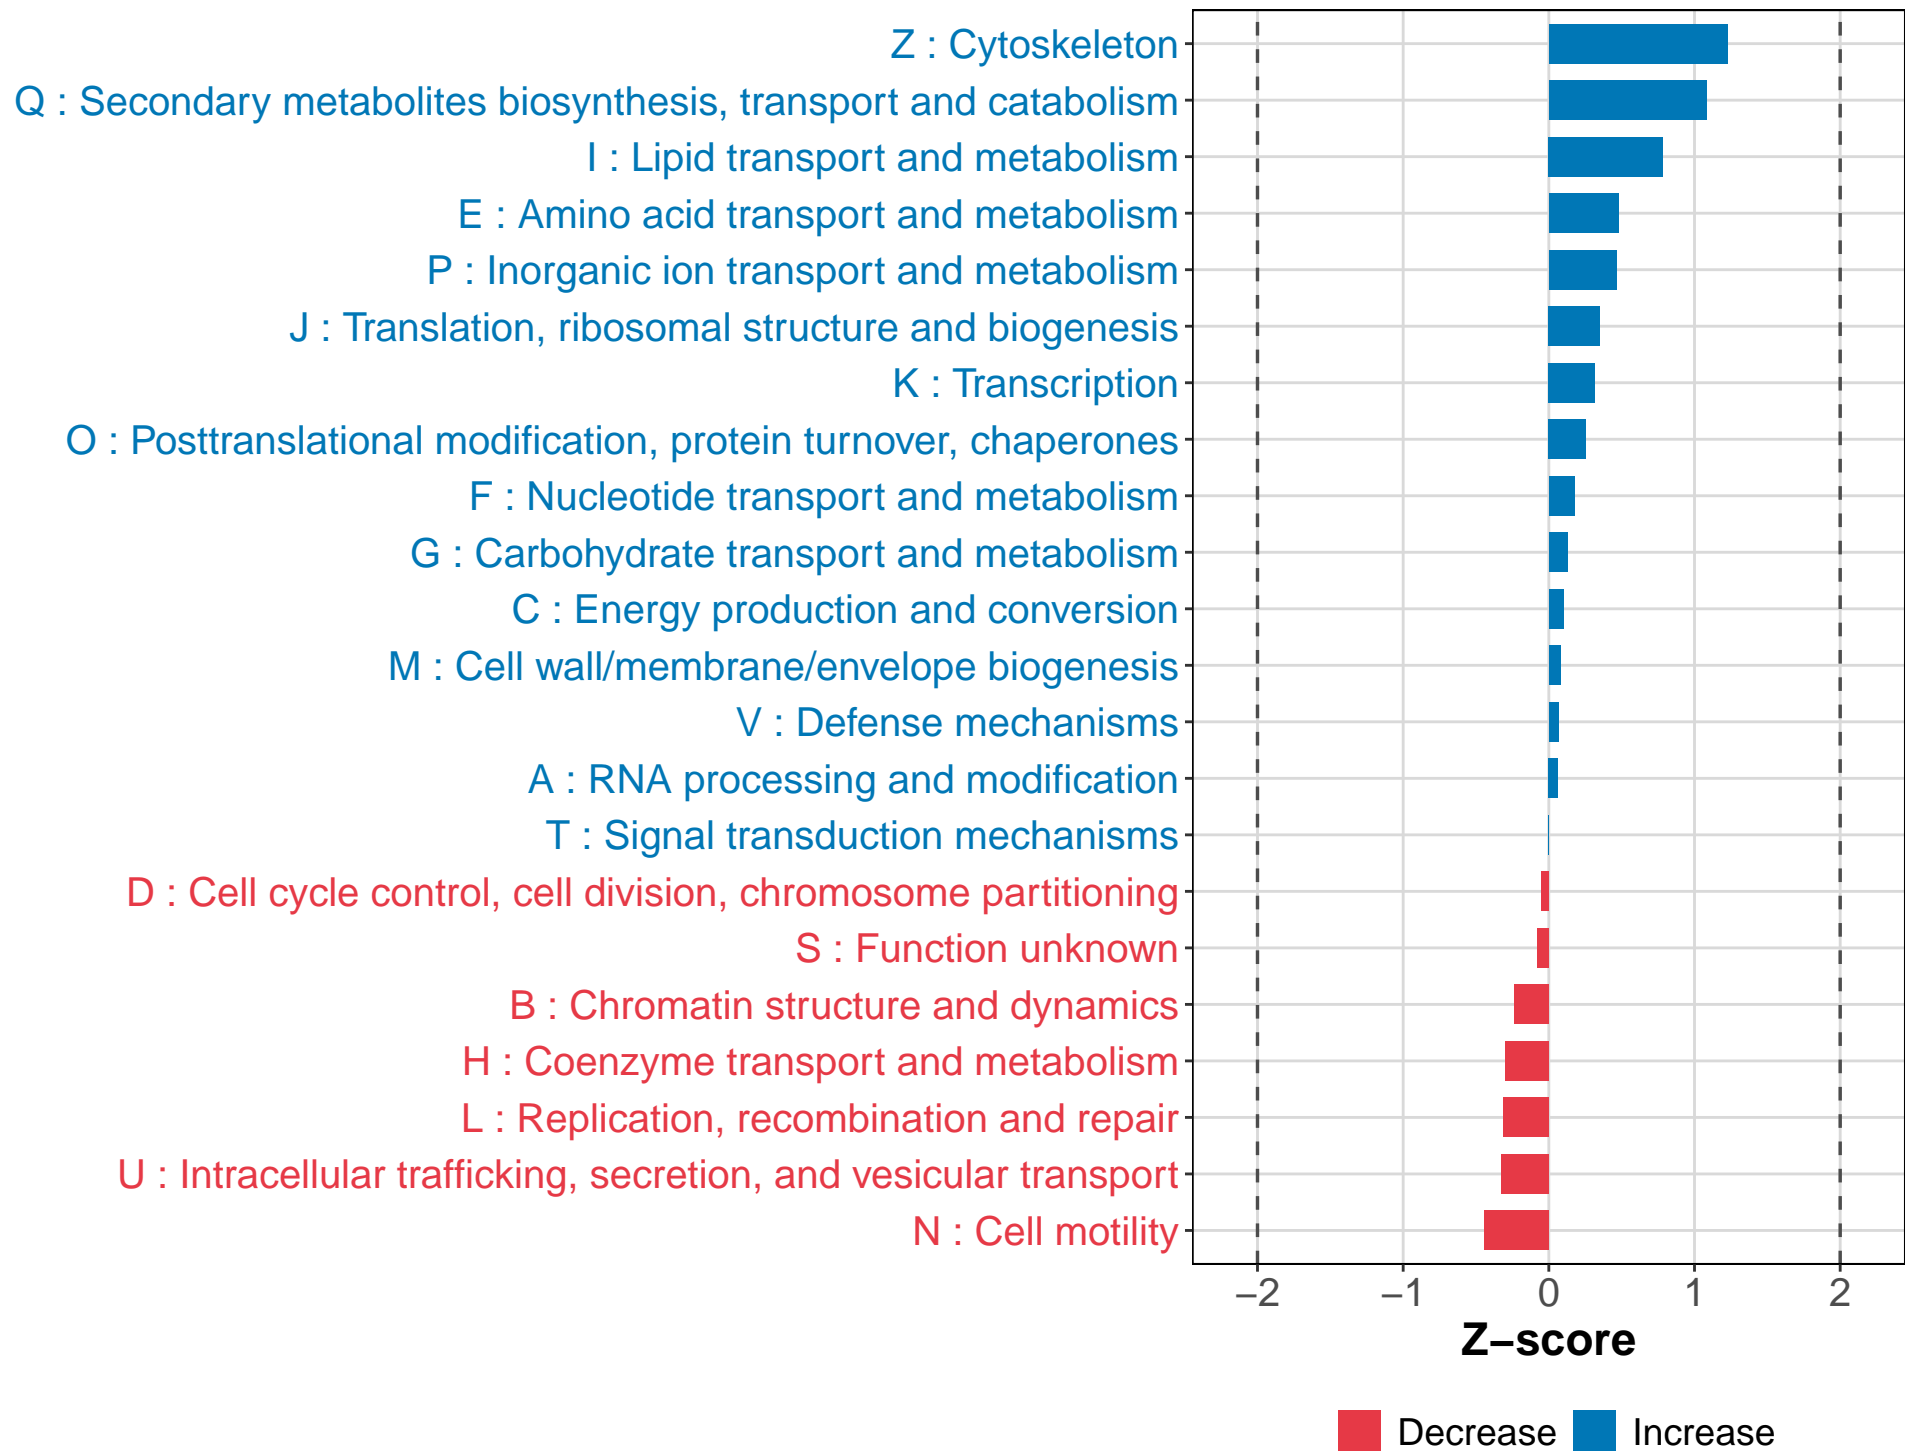 Z : Cytoskeleton
Q : Secondary metabolites biosynthesis, transport and catabolism
I : Lipid transport and metabolism
E : Amino acid transport and metabolism
P : Inorganic ion transport and metabolism
J : Translation, ribosomal structure and biogenesis
K : Transcription
O : Posttranslational modification, protein turnover, chaperones
F : Nucleotide transport and metabolism
G : Carbohydrate transport and metabolism
C : Energy production and conversion
M : Cell wall/membrane/envelope biogenesis
V : Defense mechanisms
A : RNA processing and modification
T : Signal transduction mechanisms
D : Cell cycle control, cell division, chromosome partitioning
S : Function unknown
B : Chromatin structure and dynamics
H : Coenzyme transport and metabolism
L : Replication, recombination and repair
U : Intracellular trafficking, secretion, and vesicular transport
N : Cell motility
−2 −1 0 1 2
Z−score
Decrease Increase